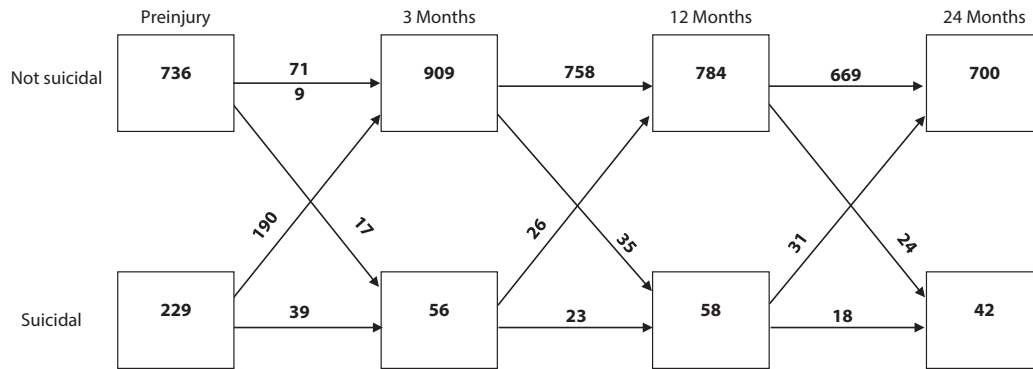 Preinjury 3 Months 12 Months 24 Months
Not suicidal 736 71 909 758 784 669 700
9
190 17 26 35 31 24
Suicidal 229 39 56 23 58 18 42